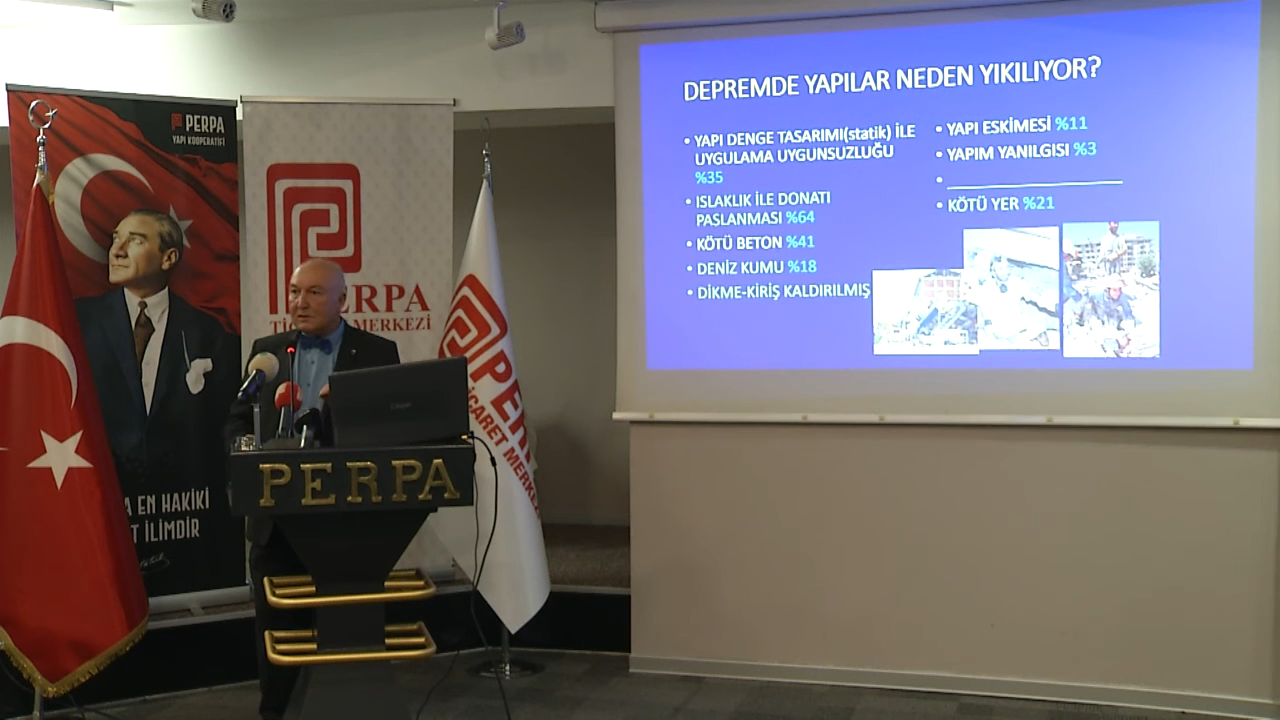 PERPA
YAPI KOOPERATİFİ
A EN HAKİKİ
T İLİMDİR
PERPA
TİC MERKEZİ
PERPA
TİCARET MERKEZ
PERPA
DEPREMDE YAPILAR NEDEN YIKILIYOR?
• YAPI DENGE TASARIMI(statik) İLE
UYGULAMA UYGUNSUZLUĞU
%35
• ISLAKLIK İLE DONATI
PASLANMASI %64
• KÖTÜ BETON %41
• DENİZ KUMU %18
• DİKME-KİRİŞ KALDIRILMIŞ
• YAPI ESKİMESİ %11
• YAPIM YANILGISI %3
• ____________________
• KÖTÜ YER %21